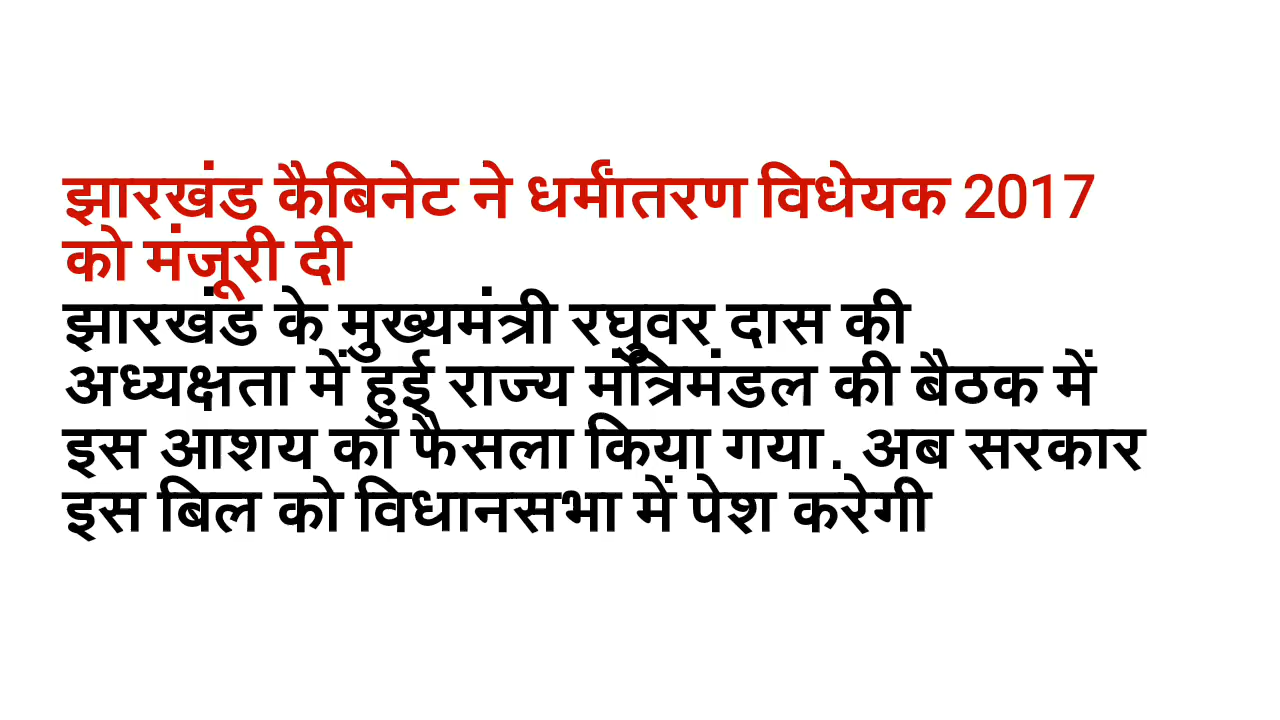 झारखंड कैबिनेट ने धर्मांतरण विधेयक 2017
को मंजूरी दी
झारखंड के मुख्यमंत्री रघुवर दास की
अध्यक्षता में हुई राज्य मंत्रिमंडल की बैठक में
इस आशय का फैसला किया गया. अब सरकार
इस बिल को विधानसभा में पेश करेगी